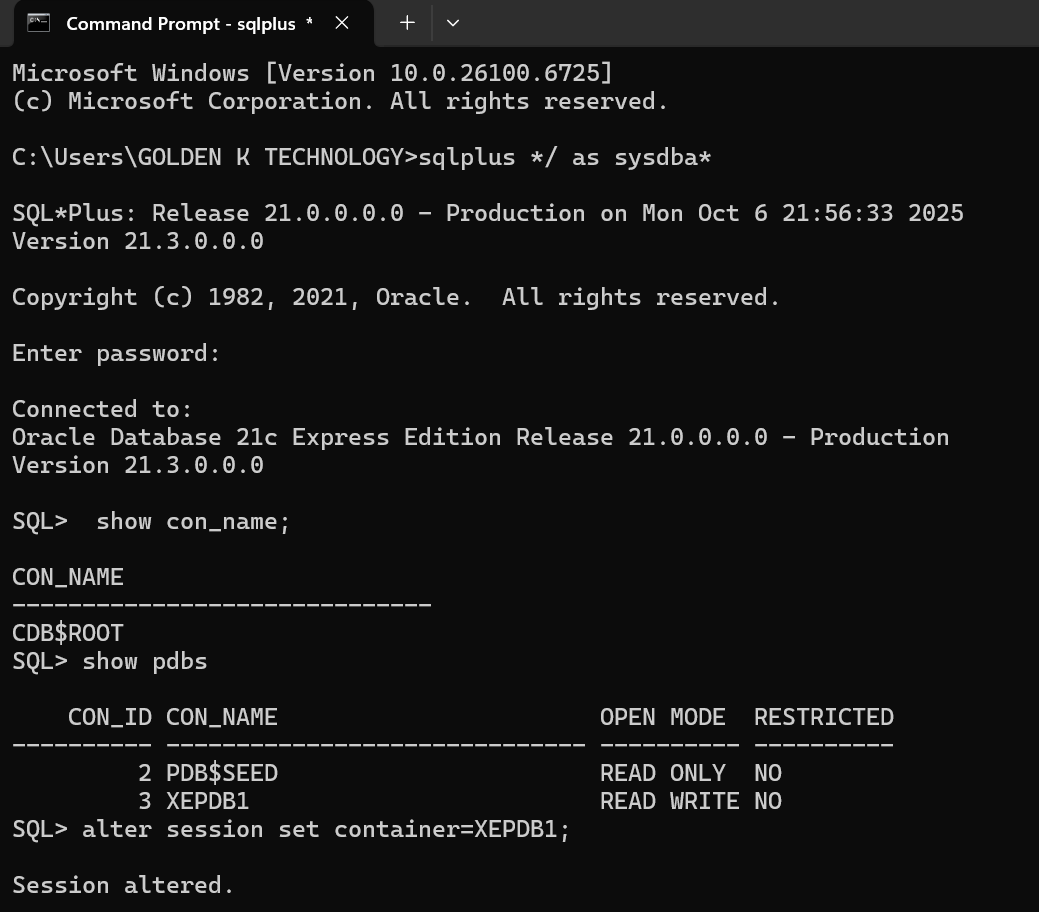 Command Prompt - sqlplus *
Microsoft Windows [Version 10.0.26100.6725]
(c) Microsoft Corporation. All rights reserved.
C:\Users\GOLDEN K TECHNOLOGY>sqlplus */ as sysdba*
SQL*Plus: Release 21.0.0.0.0 - Production on Mon Oct 6 21:56:33 2025
Version 21.3.0.0.0
Copyright (c) 1982, 2021, Oracle.  All rights reserved.
Enter password:
Connected to:
Oracle Database 21c Express Edition Release 21.0.0.0.0 - Production
Version 21.3.0.0.0
SQL>  show con_name;
CON_NAME
------------------------------
CDB$ROOT
SQL> show pdbs
    CON_ID CON_NAME                       OPEN MODE  RESTRICTED
---------- ------------------------------ ---------- ----------
         2 PDB$SEED                       READ ONLY  NO
         3 XEPDB1                         READ WRITE NO
SQL> alter session set container=XEPDB1;
Session altered.